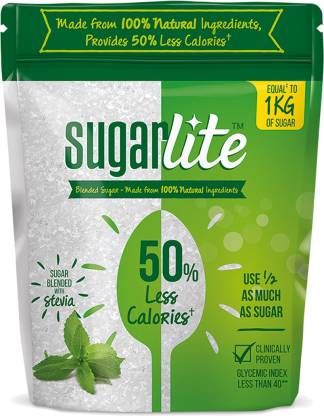 Made from 100% Natural Ingredients,
Provides 50% Less Calories†
EQUAL† TO
1KG
OF SUGAR
sugarlite™
Blended Sugar - Made from 100% Natural Ingredients
50%
Less
Calories†
SUGAR
BLENDED
WITH
stevia
USE 1/2
AS MUCH
AS SUGAR
CLINICALLY
PROVEN
GLYCEMIC INDEX
LESS THAN 40**